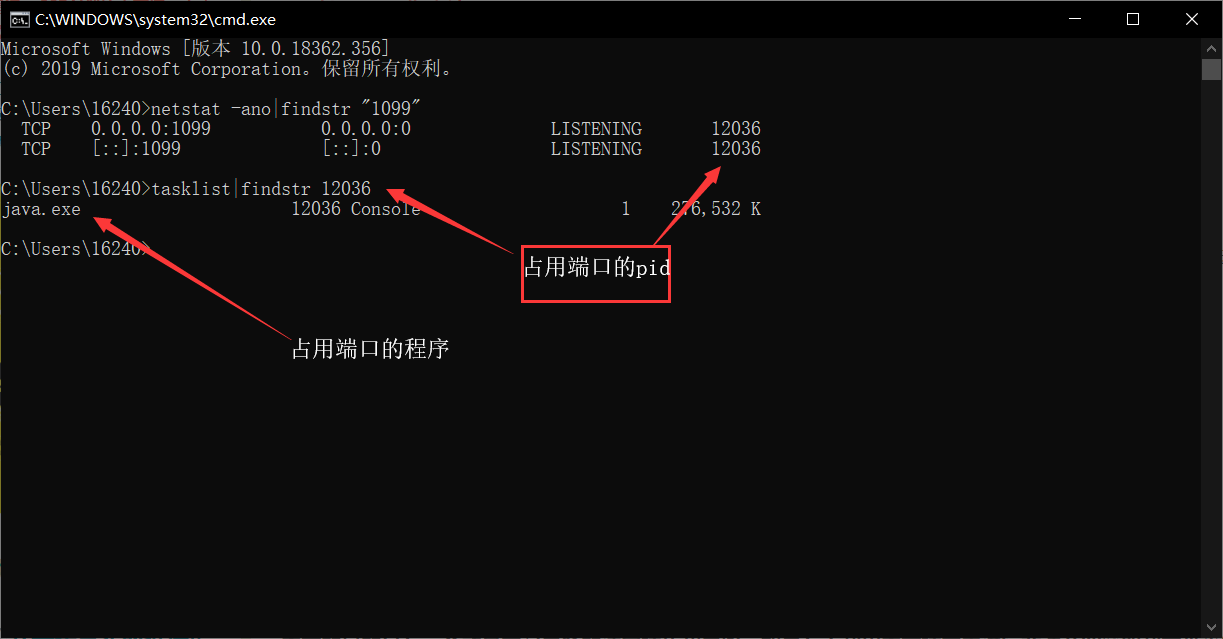 C:\WINDOWS\system32\cmd.exe
Microsoft Windows [版本 10.0.18362.356]
(c) 2019 Microsoft Corporation。保留所有权利。
C:\Users\16240>netstat -ano|findstr "1099"
TCP 0.0.0.0:1099 0.0.0.0:0 LISTENING 12036
TCP [::]:1099 [::]:0 LISTENING 12036
C:\Users\16240>tasklist|findstr 12036
java.exe 12036 Console 1 276,532 K
C:\Users\16240>
占用端口的pid
占用端口的程序